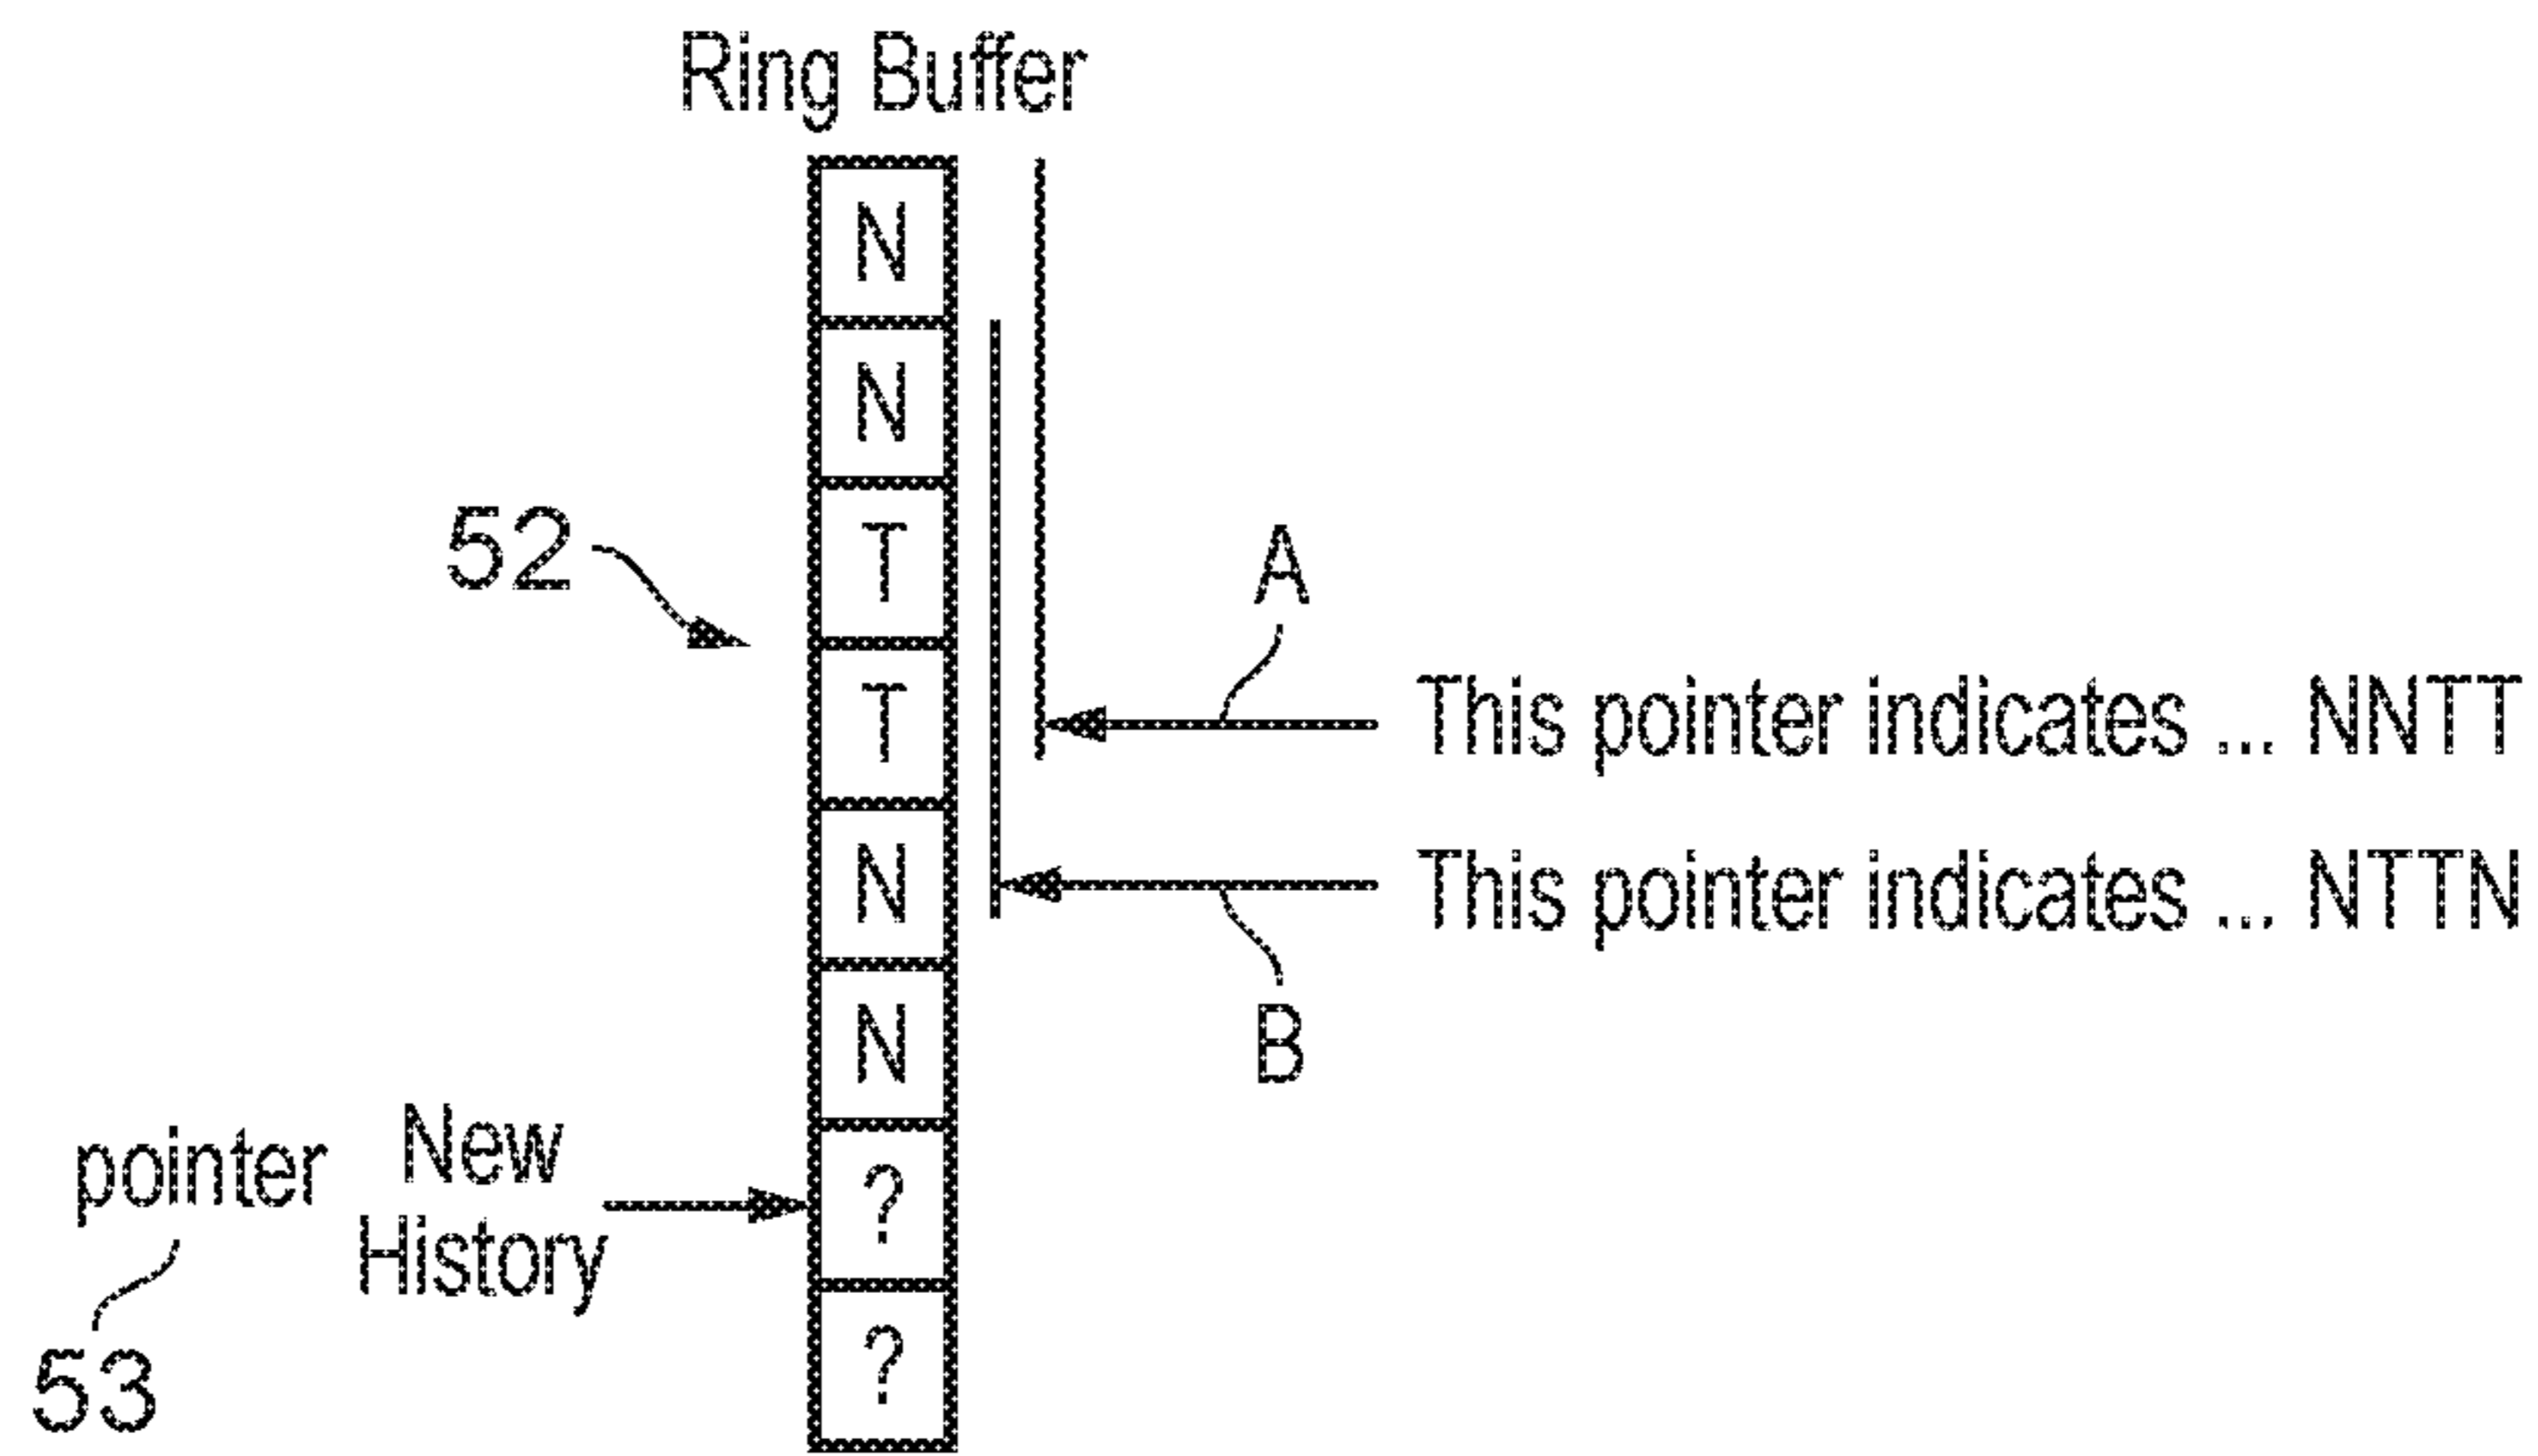 Ring Buffer
N
N
52
T
A
T
This pointer indicates ... NNTT
N
This pointer indicates ... NTTN
N
B
pointer
New
History
?
53
?